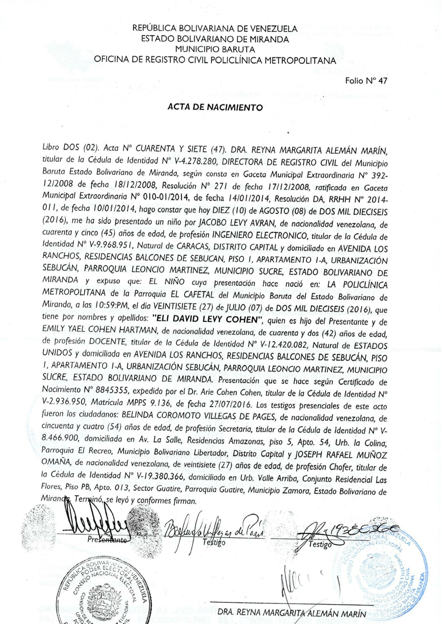 REPÚBLICA BOLIVARIANA DE VENEZUELA
ESTADO BOLIVARIANO DE MIRANDA
MUNICIPIO BARUTA
OFICINA DE REGISTRO CIVIL POLICLÍNICA METROPOLITANA
Folio N° 47
ACTA DE NACIMIENTO
Libro DOS (02). Acta N° CUARENTA Y SIETE (47). DRA. REYNA MARGARITA ALEMÁN MARÍN,
titular de la Cédula de Identidad N° V-4.278.280, DIRECTORA DE REGISTRO CIVIL del Municipio
Baruta Estado Bolivariano de Miranda, según consta en Gaceta Municipal Extraordinaria N° 392-
12/2008 de fecha 18/12/2008, Resolución N° 271 de fecha 17/12/2008, ratificada en Gaceta
Municipal Extraordinaria N° 010-01/2014, de fecha 14/01/2014, Resolución DA, RRHH N° 2014-
011, de fecha 10/01/2014, hago constar que hoy DIEZ (10) de AGOSTO (08) de DOS MIL DIECISEIS
(2016), me ha sido presentado un niño por JACOBO LEVY AVRAN, de nacionalidad venezolana, de
cuarenta y cinco (45) años de edad, de profesión INGENIERO ELECTRONICO, titular de la Cédula de
Identidad N° V-9.968.951, Natural de CARACAS, DISTRITO CAPITAL y domiciliado en AVENIDA LOS
RANCHOS, RESIDENCIAS BALCONES DE SEBUCAN, PISO 1, APARTAMENTO 1-A, URBANIZACIÓN
SEBUCÁN, PARROQUIA LEONCIO MARTINEZ, MUNICIPIO SUCRE, ESTADO BOLIVARIANO DE
MIRANDA y expuso que: EL NIÑO cuya presentación hace nació en: LA POLICLÍNICA
METROPOLITANA de la Parroquia EL CAFETAL del Municipio Baruta del Estado Bolivariano de
Miranda, a las 10:59:PM, el día VEINTISIETE (27) de JULIO (07) de DOS MIL DIECISEIS (2016), que
tiene por nombres y apellidos: "ELI DAVID LEVY COHEN", quien es hijo del Presentante y de
EMILY YAEL COHEN HARTMAN, de nacionalidad venezolano, de cuarenta y dos (42) años de edad,
de profesión DOCENTE, titular de la Cédula de Identidad N° V-12.420.082, Natural de ESTADOS
UNIDOS y domiciliada en AVENIDA LOS RANCHOS, RESIDENCIAS BALCONES DE SEBUCÁN, PISO
1, APARTAMENTO 1-A, URBANIZACIÓN SEBUCÁN, PARROQUIA LEONCIO MARTINEZ, MUNICIPIO
SUCRE, ESTADO BOLIVARIANO DE MIRANDA. Presentación que se hace según Certificado de
Nacimiento N° 8845355, expedido por el Dr. Arie Cohen Cohen, titular de la Cédula de Identidad N°
V-2.936.950, Matrícula MPPS 9.136, de fecha 27/07/2016. Los testigos presenciales de este acto
fueron los ciudadanos: BELINDA COROMOTO VILLEGAS DE PAGES, de nacionalidad venezolana, de
cincuenta y cuatro (54) años de edad, de profesión Secretaria, titular de la Cédula de Identidad N° V-
8.466.900, domiciliada en Av. La Salle, Residencias Amazonas, piso 5, Apto. 54, Urb. la Colina,
Parroquia El Recreo, Municipio Libertador, Distrito Capital y JOSEPH RAFAEL MUÑOZ
OMAÑA, de nacionalidad venezolana, de veintisiete (27) años de edad, de profesión Chofer, titular de
la Cédula de Identidad N° V-19.380.366, domiciliado en Urb. Valle Arriba, Conjunto Residencial Las
Flores, Piso PB, Apto. 013, Sector Guatire, Parroquia Guatire, Municipio Zamora, Estado Bolivariano de
Miranda. Terminó, se leyó y conformes firman.
Presentante
Testigo
Testigo
DRA. REYNA MARGARITA ALEMÁN MARÍN